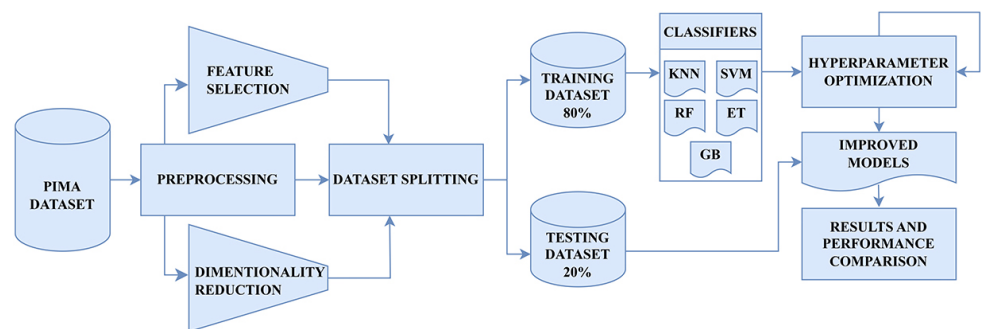 PIMA
DATASET
FEATURE
SELECTION
PREPROCESSING
DIMENTIONALITY
REDUCTION
DATASET SPLITTING
TRAINING
DATASET
80%
TESTING
DATASET
20%
CLASSIFIERS
KNN
SVM
RF
ET
GB
HYPERPARAMETER
OPTIMIZATION
IMPROVED
MODELS
RESULTS AND
PERFORMANCE
COMPARISON